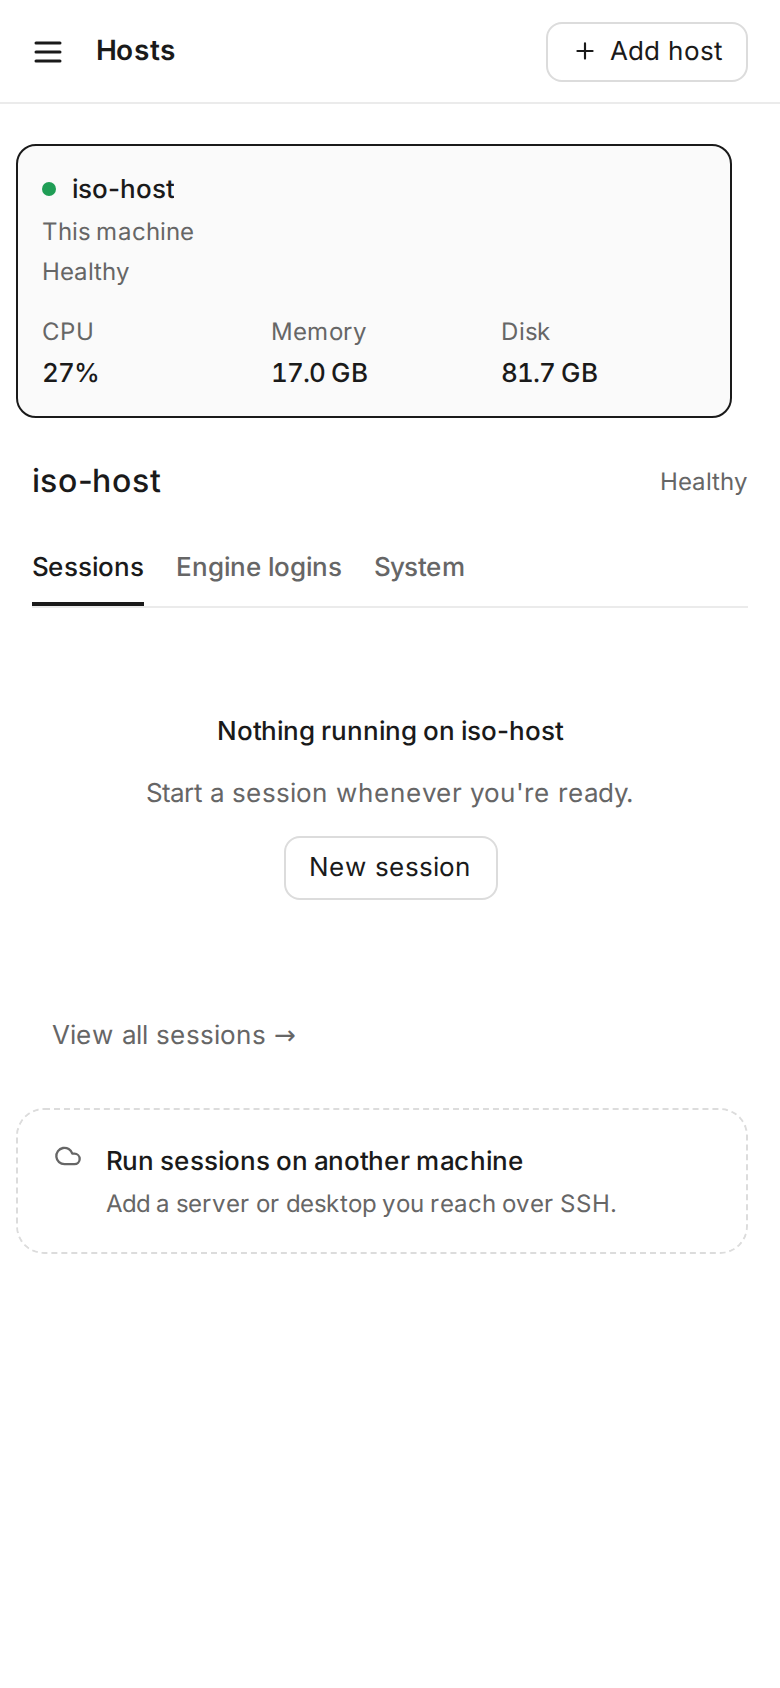 Hosts
+ Add host
iso-host
This machine
Healthy
CPU Memory Disk
27% 17.0 GB 81.7 GB
iso-host Healthy
Sessions Engine logins System
Nothing running on iso-host
Start a session whenever you're ready.
New session
View all sessions →
Run sessions on another machine
Add a server or desktop you reach over SSH.